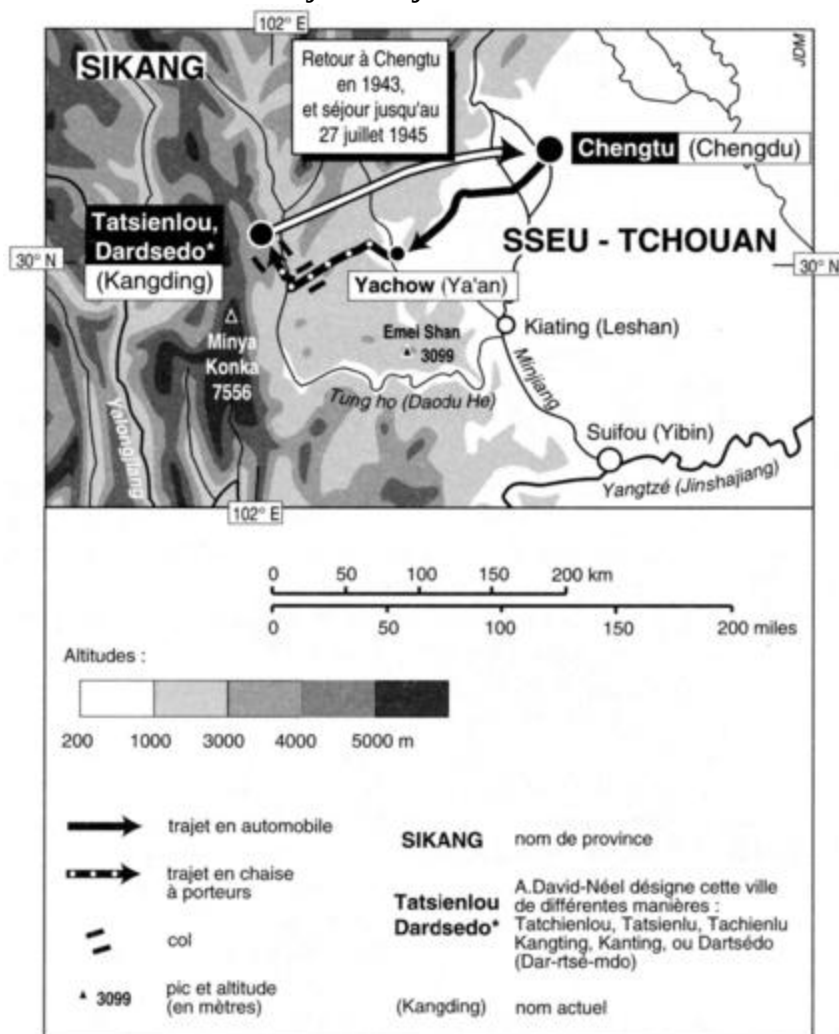 102° E
JDM
SIKANG
Retour à Chengtu
en 1943,
et séjour jusqu'au
27 juillet 1945
Chengtu (Chengdu)
Tatsienlou,
Dardsedo*
(Kangding)
SSEU - TCHOUAN
30° N
30° N
Yachow (Ya'an)
Minya
Konka
7556
Emei Shan
3099
Kiating (Leshan)
Yalongjiang
Tung ho (Daodu He)
Minjiang
Suifou (Yibin)
Yangtzé (Jinshajiang)
102° E
0 50 100 150 200 km
0 50 100 150 200 miles
Altitudes :
200 1000 3000 4000 5000 m
trajet en automobile
trajet en chaise
à porteurs
col
3099 pic et altitude
(en mètres)
SIKANG nom de province
Tatsienlou
Dardsedo*
A.David-Néel désigne cette ville
de différentes manières :
Tatchienlou, Tatsienlu, Tachienlu
Kangting, Kanting, ou Dartsédo
(Dar-rtsé-mdo)
(Kangding) nom actuel